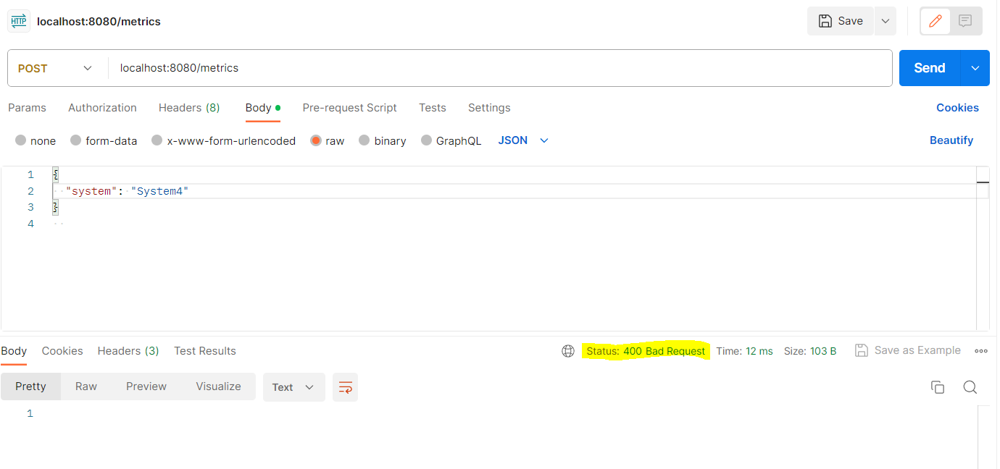 HTTP localhost:8080/metrics Save
POST localhost:8080/metrics Send
Params Authorization Headers (8) Body Pre-request Script Tests Settings Cookies
none form-data x-www-form-urlencoded raw binary GraphQL JSON Beautify
1 {
2 "system": "System4"
3 }
4
Body Cookies Headers (3) Test Results Status: 400 Bad Request Time: 12 ms Size: 103 B Save as Example
Pretty Raw Preview Visualize Text
1